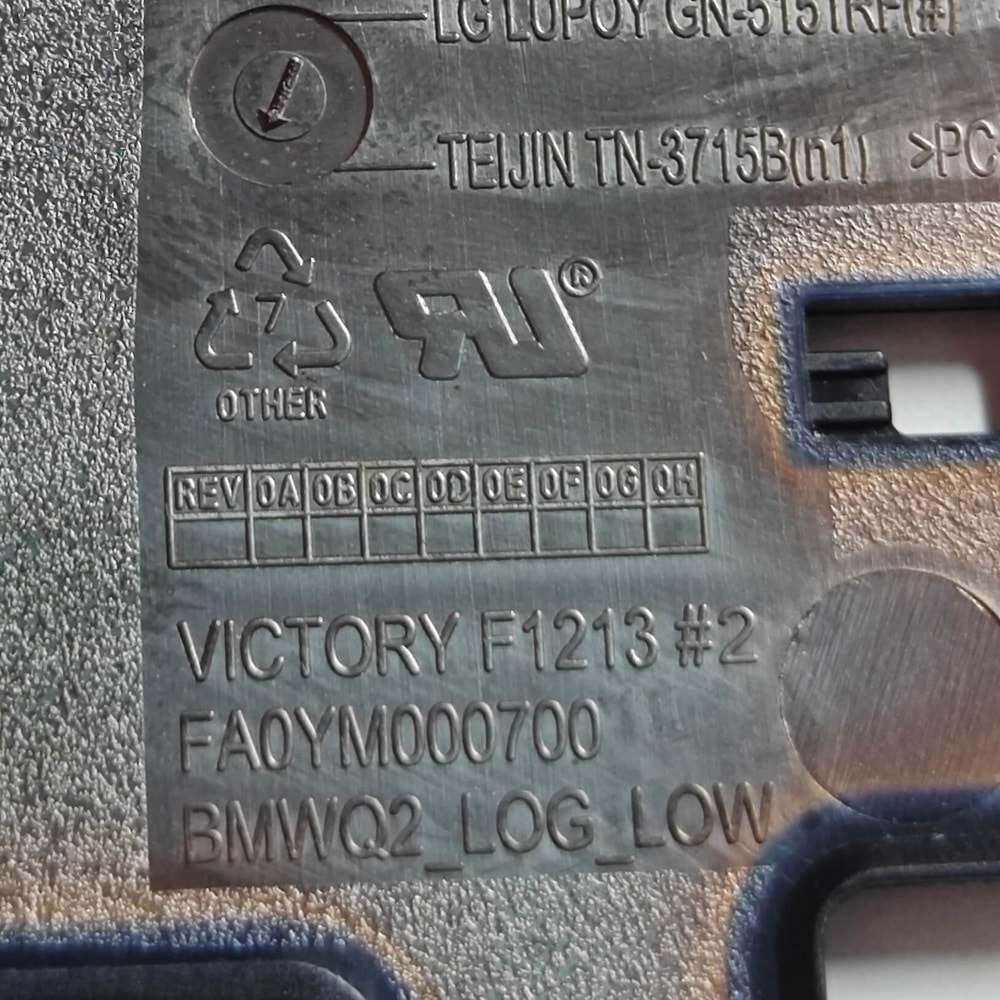 LG LUPOY GN-5151RF(#)
TEIJIN TN-3715B(n1) >PC
7
OTHER
RU®
REV 0A 0B 0C 0D 0E 0F 0G 0H
VICTORY F1213 #2
FA0YM000700
BMWQ2_LOG_LOW